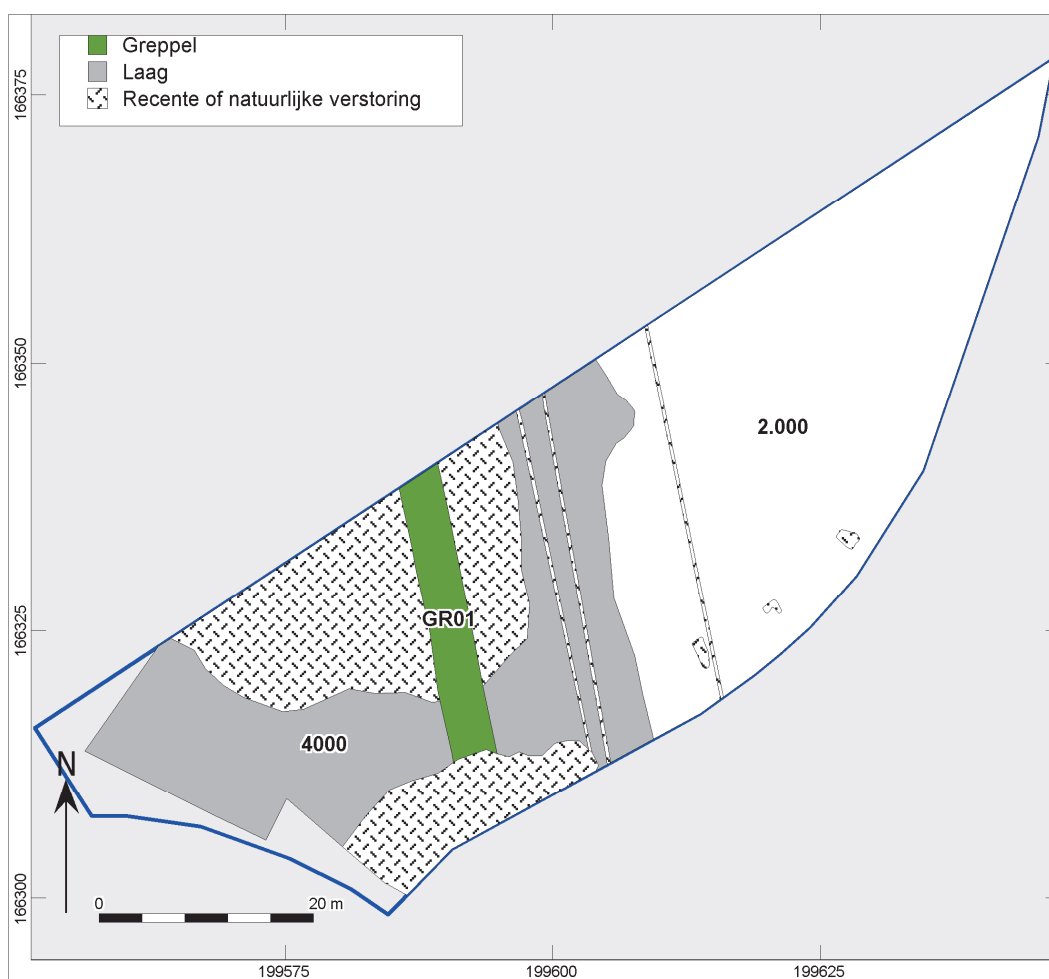 Greppel
Laag
Recente of natuurlijke verstoring
166375
166350
2.000
GR01
166325
4000
N
166300
0 20 m
199575 199600 199625